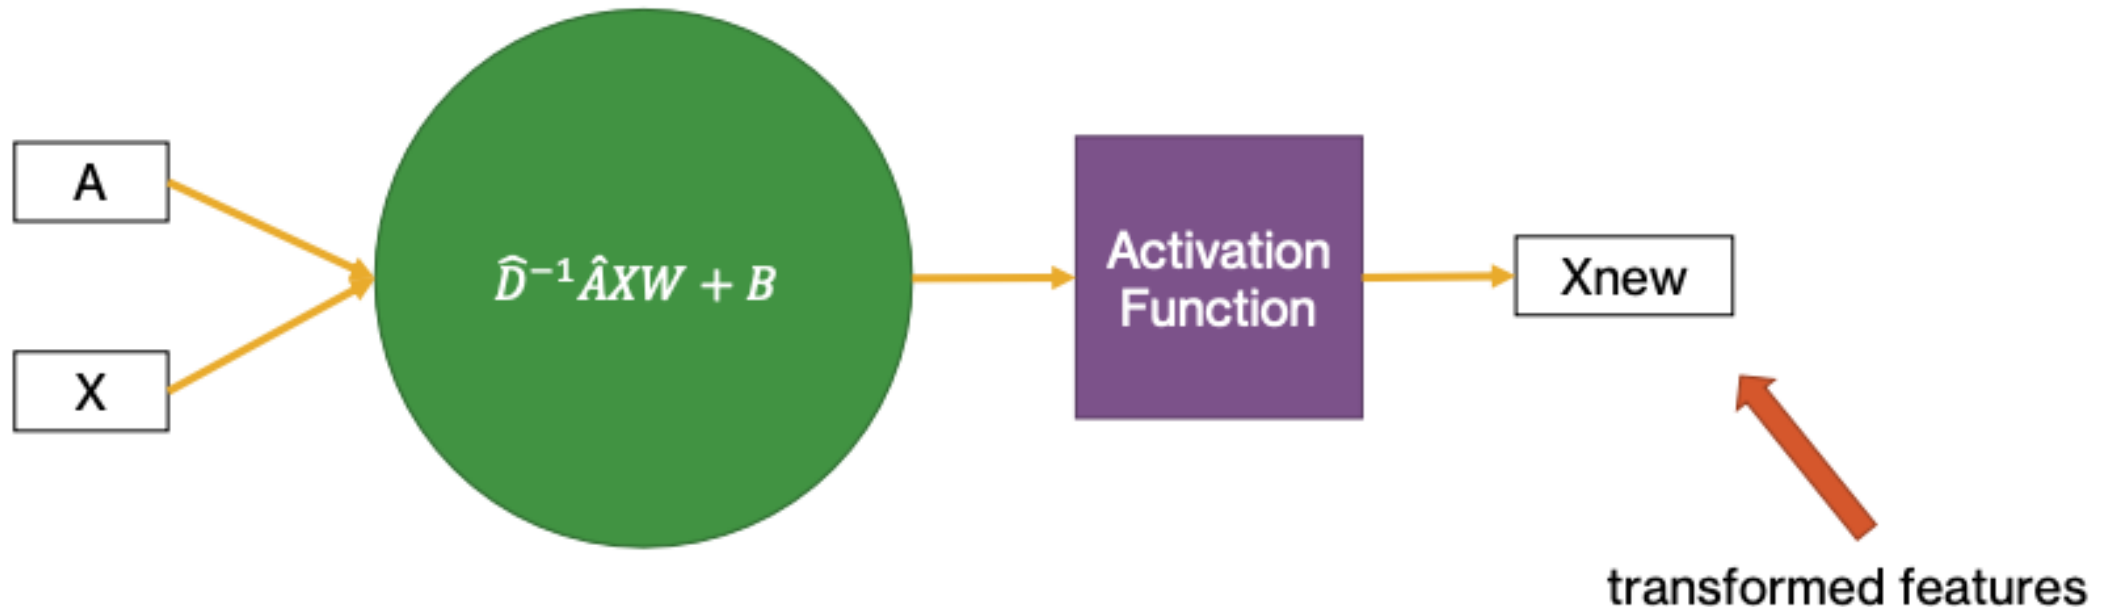 A
X
D̂⁻¹ÂXW + B
Activation
Function
Xnew
transformed features